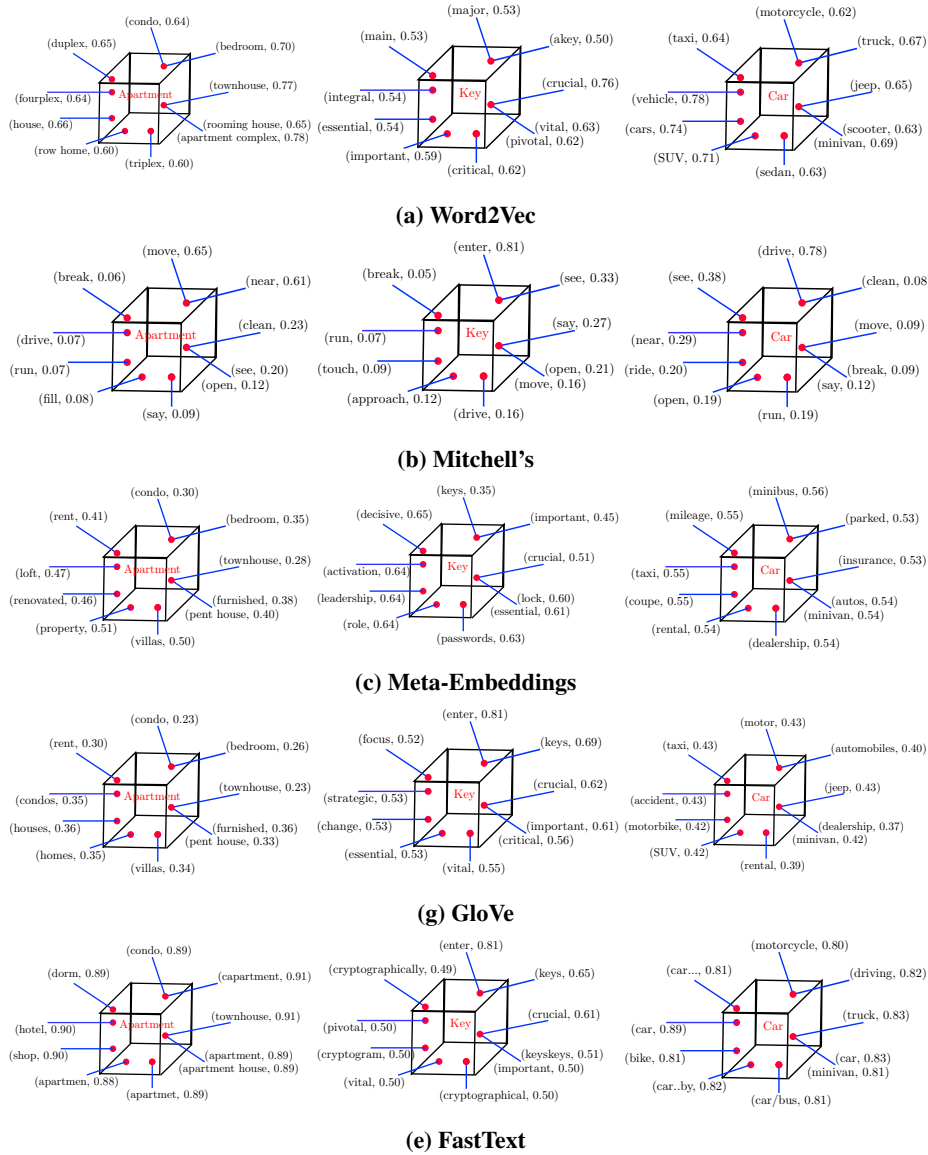 (condo, 0.64)
(duplex, 0.65)
(bedroom, 0.70)
(fourplex, 0.64)
Apartment
(townhouse, 0.77)
(house, 0.66)
(rooming house, 0.65)
(row home, 0.60)
(apartment complex, 0.78)
(triplex, 0.60)
(major, 0.53)
(main, 0.53)
(akey, 0.50)
(integral, 0.54)
Key
(crucial, 0.76)
(essential, 0.54)
(vital, 0.63)
(important, 0.59)
(pivotal, 0.62)
(critical, 0.62)
(motorcycle, 0.62)
(taxi, 0.64)
(truck, 0.67)
(vehicle, 0.78)
Car
(jeep, 0.65)
(cars, 0.74)
(scooter, 0.63)
(SUV, 0.71)
(minivan, 0.69)
(sedan, 0.63)
(a) Word2Vec
(move, 0.65)
(break, 0.06)
(near, 0.61)
(drive, 0.07)
Apartment
(clean, 0.23)
(run, 0.07)
(see, 0.20)
(fill, 0.08)
(open, 0.12)
(say, 0.09)
(enter, 0.81)
(break, 0.05)
(see, 0.33)
(run, 0.07)
Key
(say, 0.27)
(touch, 0.09)
(open, 0.21)
(approach, 0.12)
(move, 0.16)
(drive, 0.16)
(drive, 0.78)
(see, 0.38)
(clean, 0.08
(near, 0.29)
Car
(move, 0.09)
(ride, 0.20)
(break, 0.09)
(open, 0.19)
(say, 0.12)
(run, 0.19)
(b) Mitchell's
(condo, 0.30)
(rent, 0.41)
(bedroom, 0.35)
(loft, 0.47)
Apartment
(townhouse, 0.28)
(renovated, 0.46)
(furnished, 0.38)
(property, 0.51)
(pent house, 0.40)
(villas, 0.50)
(keys, 0.35)
(decisive, 0.65)
(important, 0.45)
(activation, 0.64)
Key
(crucial, 0.51)
(leadership, 0.64)
(lock, 0.60)
(role, 0.64)
(essential, 0.61)
(passwords, 0.63)
(minibus, 0.56)
(mileage, 0.55)
(parked, 0.53)
(taxi, 0.55)
Car
(insurance, 0.53)
(coupe, 0.55)
(autos, 0.54)
(rental, 0.54)
(minivan, 0.54)
(dealership, 0.54)
(c) Meta-Embeddings
(condo, 0.23)
(rent, 0.30)
(bedroom, 0.26)
(condos, 0.35)
Apartment
(townhouse, 0.23)
(houses, 0.36)
(furnished, 0.36)
(homes, 0.35)
(pent house, 0.33)
(villas, 0.34)
(enter, 0.81)
(focus, 0.52)
(keys, 0.69)
(strategic, 0.53)
Key
(crucial, 0.62)
(change, 0.53)
(important, 0.61)
(essential, 0.53)
(critical, 0.56)
(vital, 0.55)
(motor, 0.43)
(taxi, 0.43)
(automobiles, 0.40)
(accident, 0.43)
Car
(jeep, 0.43)
(motorbike, 0.42)
(dealership, 0.37)
(SUV, 0.42)
(minivan, 0.42)
(rental, 0.39)
(g) GloVe
(condo, 0.89)
(dorm, 0.89)
(capartment, 0.91)
(hotel, 0.90)
Apartment
(townhouse, 0.91)
(shop, 0.90)
(apartment, 0.89)
(apartmen, 0.88)
(apartment house, 0.89)
(apartmet, 0.89)
(enter, 0.81)
(cryptographically, 0.49)
(keys, 0.65)
(pivotal, 0.50)
Key
(crucial, 0.61)
(cryptogram, 0.50)
(keyskeys, 0.51)
(vital, 0.50)
(important, 0.50)
(cryptographical, 0.50)
(motorcycle, 0.80)
(car..., 0.81)
(driving, 0.82)
(car, 0.89)
Car
(truck, 0.83)
(bike, 0.81)
(car, 0.83)
(car..by, 0.82)
(minivan, 0.81)
(car/bus, 0.81)
(e) FastText